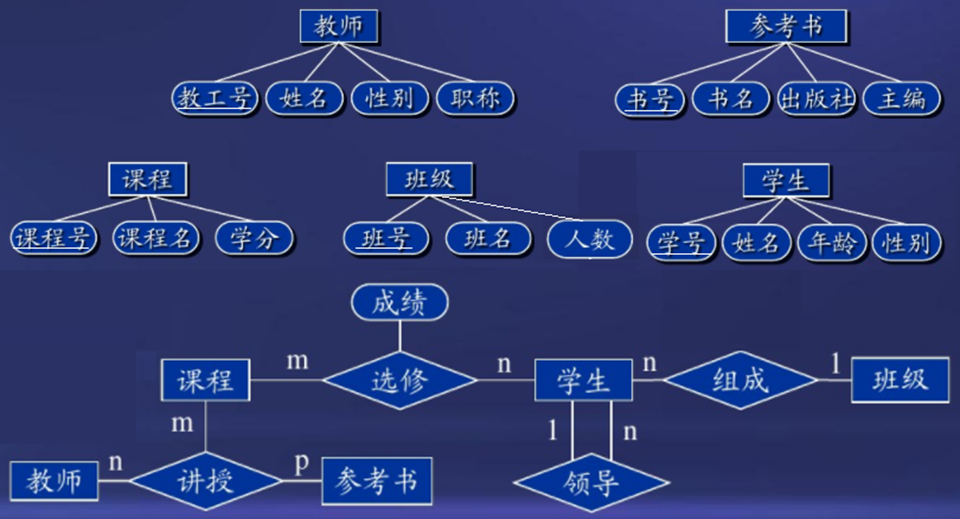 教师
参考书
教工号 姓名 性别 职称
书号 书名 出版社 主编
课程
班级
学生
课程号 课程名 学分
班号 班名 人数
学号 姓名 年龄 性别
成绩
课程 m 选修 n 学生 n 组成 1 班级
m
1 n
教师 n 讲授 p 参考书
领导